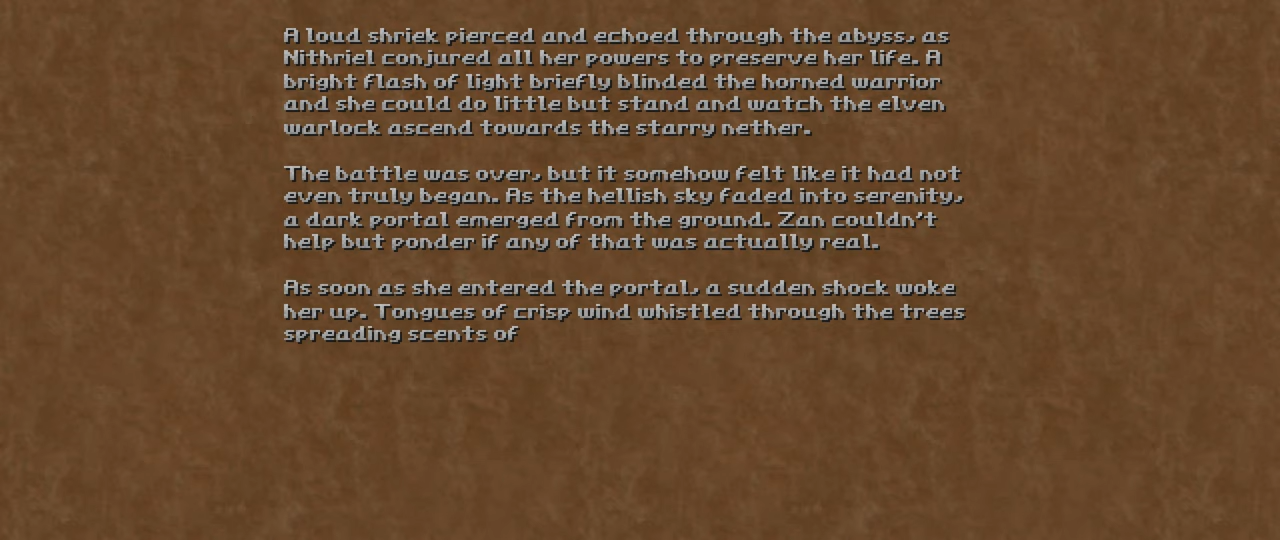 A loud shriek pierced and echoed through the abyss, as
Nithriel conjured all her powers to preserve her life. A
bright flash of light briefly blinded the horned warrior
and she could do little but stand and watch the elven
warlock ascend towards the starry nether.

The battle was over, but it somehow felt like it had not
even truly began. As the hellish sky faded into serenity,
a dark portal emerged from the ground. Zan couldn't
help but ponder if any of that was actually real.

As soon as she entered the portal, a sudden shock woke
her up. Tongues of crisp wind whistled through the trees
spreading scents of